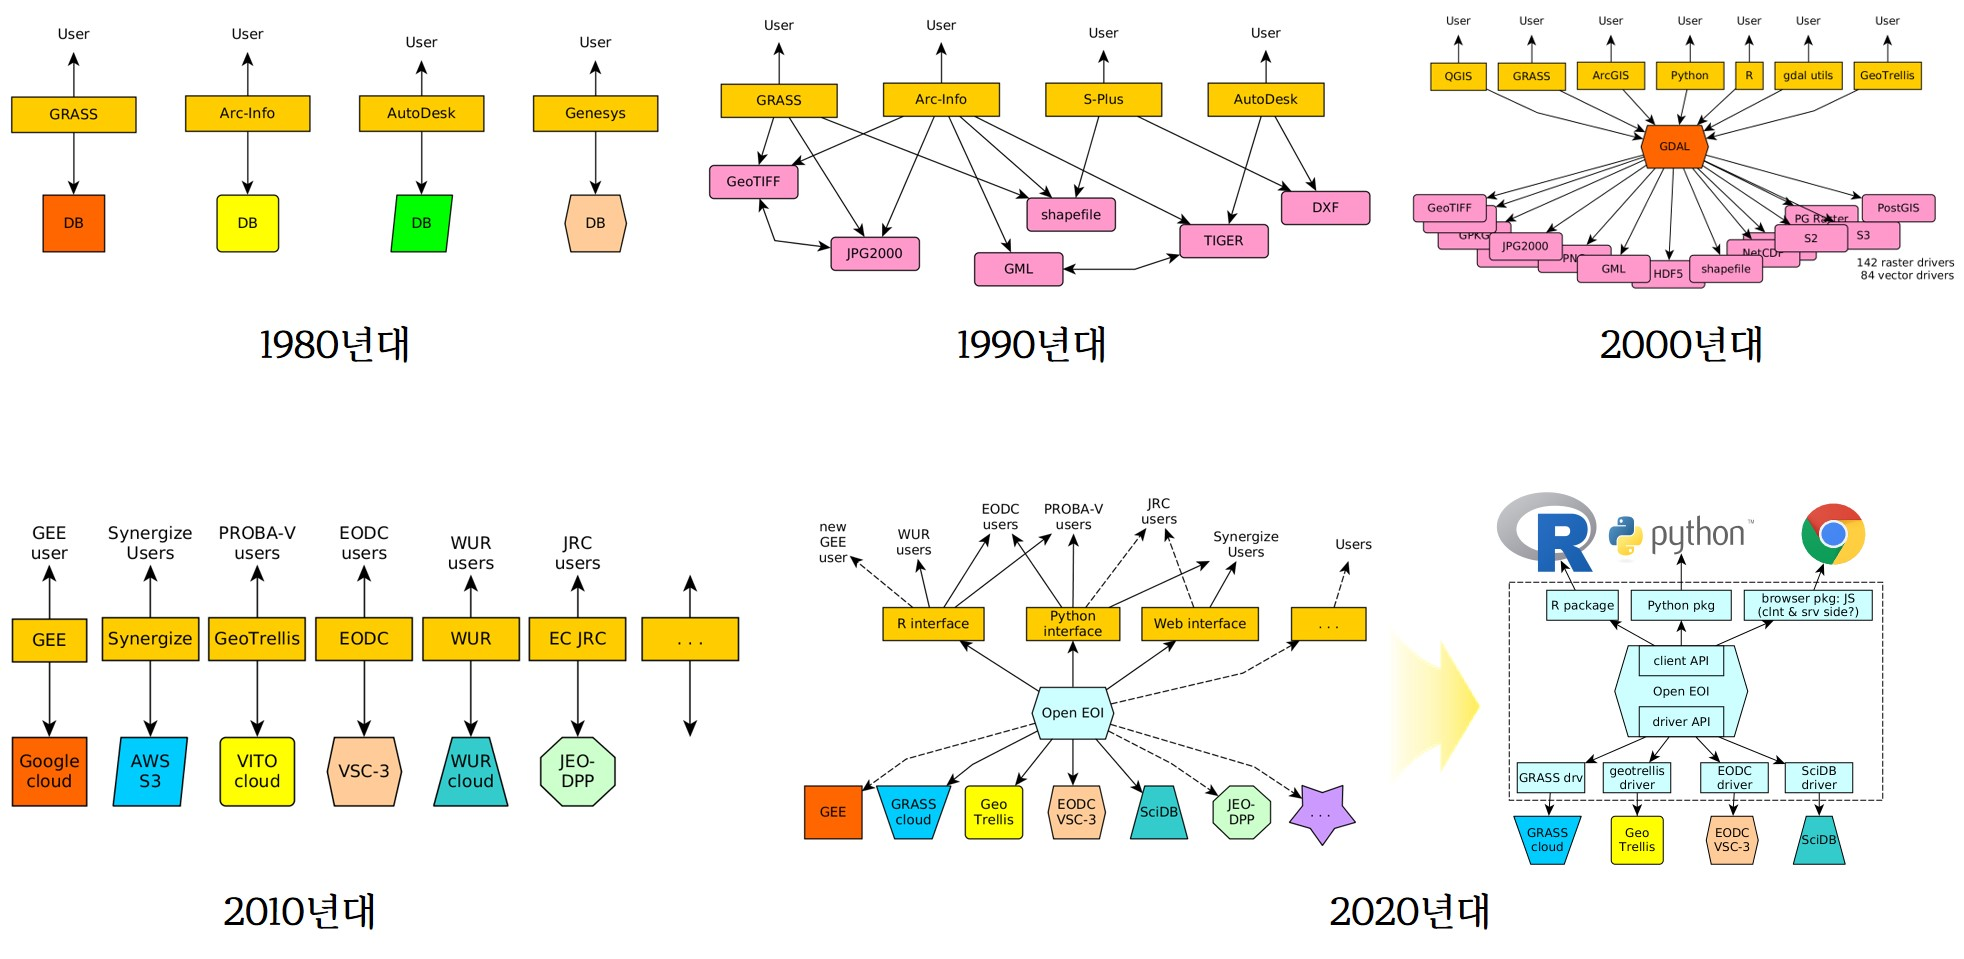 User
User
User
User
GRASS
Arc-Info
AutoDesk
Genesys
DB
DB
DB
DB
1980년대
User
User
User
User
GRASS
Arc-Info
S-Plus
AutoDesk
GeoTIFF
JPG2000
GML
shapefile
TIGER
DXF
1990년대
User
User
User
User
User
User
User
QGIS
GRASS
ArcGIS
Python
R
gdal utils
GeoTrellis
GDAL
GeoTIFF
GPKG
JPG2000
GML
HDF5
shapefile
NetCDF
PG Raster
S2
S3
PostGIS
142 raster drivers
84 vector drivers
2000년대
GEE
user
Synergize
Users
PROBA-V
users
EODC
users
WUR
users
JRC
users
GEE
Synergize
GeoTrellis
EODC
WUR
EC JRC
. . .
Google
cloud
AWS
S3
VITO
cloud
VSC-3
WUR
cloud
JEO-
DPP
2010년대
new
GEE
user
WUR
users
EODC
users
PROBA-V
users
JRC
users
Synergize
Users
Users
R interface
Python
interface
Web interface
. . .
Open EOI
GEE
GRASS
cloud
Geo
Trellis
EODC
VSC-3
SciDB
JEO-
DPP
. . .
R
python™
R package
Python pkg
browser pkg: JS
(clnt & srv side?)
client API
Open EOI
driver API
GRASS drv
geotrellis
driver
EODC
driver
SciDB
driver
GRASS
cloud
Geo
Trellis
EODC
VSC-3
SciDB
2020년대